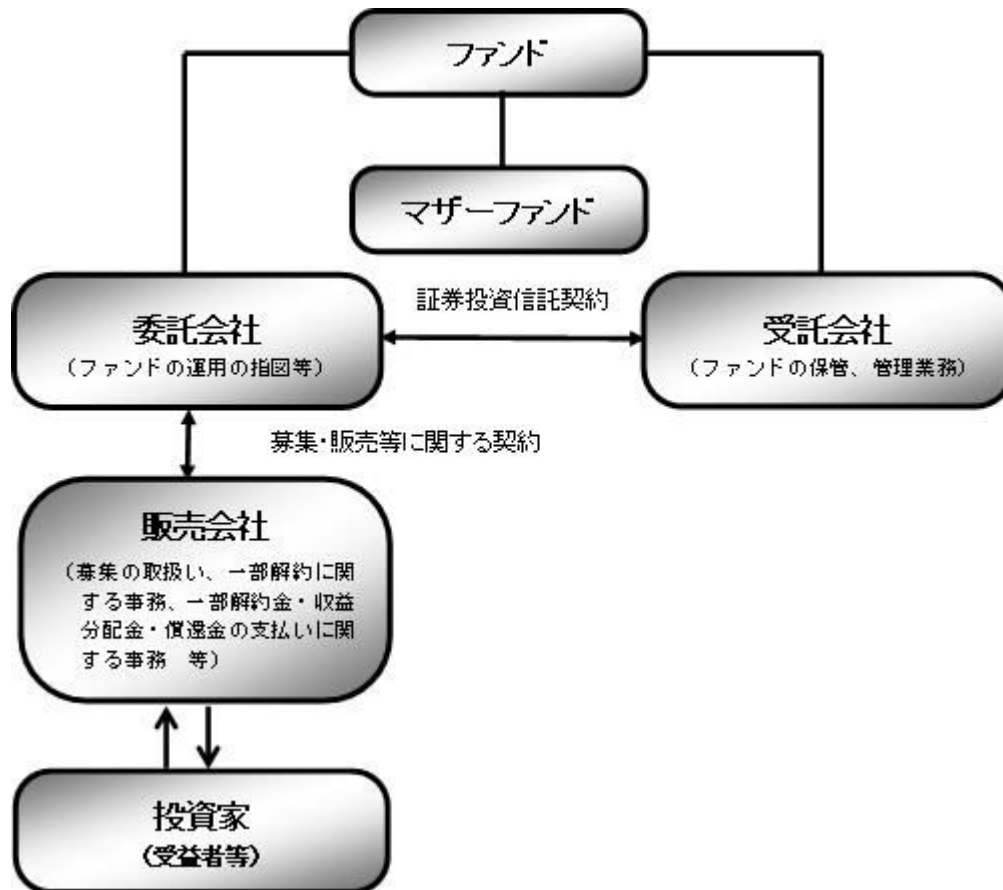 ファンド
マザーファンド
証券投資信託契約
委託会社
（ファンドの運用の指図等）
受託会社
（ファンドの保管、管理業務）
募集・販売等に関する契約
販売会社
（募集の取扱い、一部解約に関
する事務、一部解約金・収益
分配金・償還金の支払いに関
する事務　等）
投資家
（受益者等）